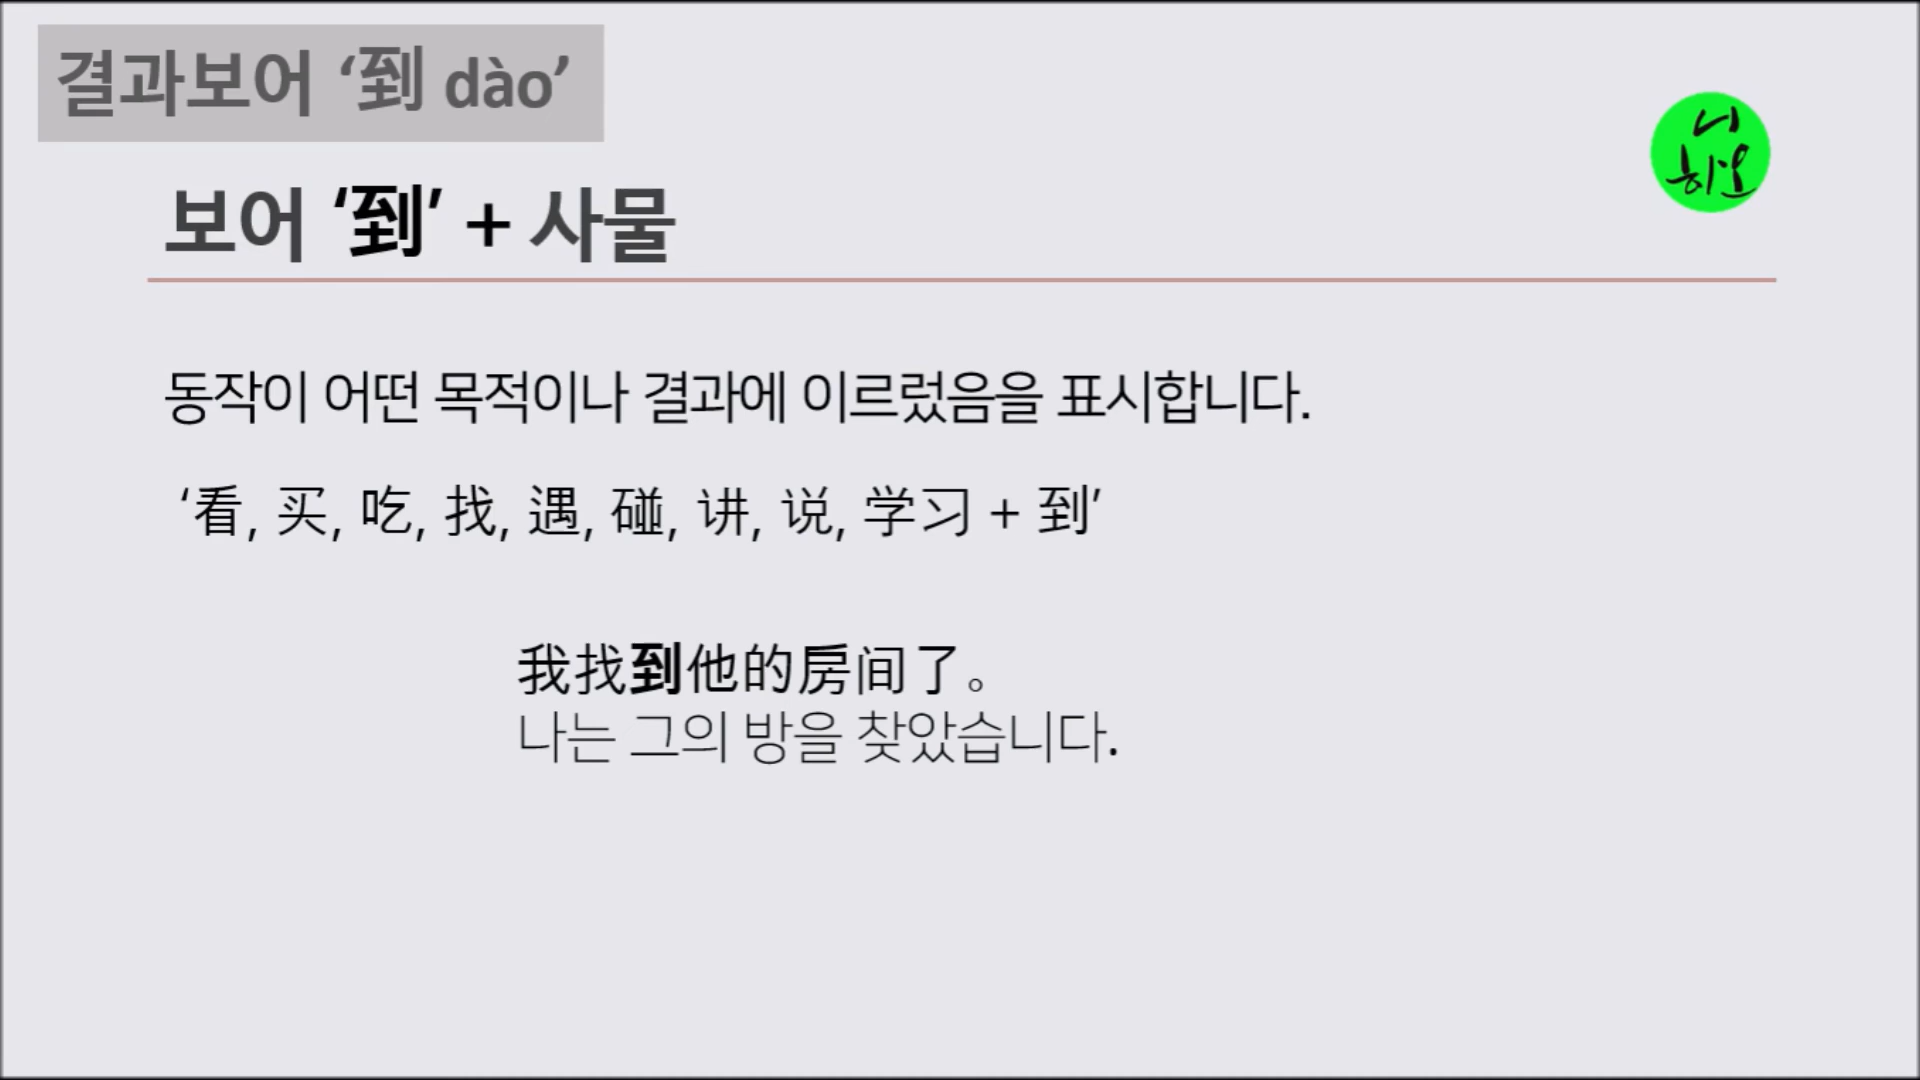 결과보어 ‘到 dào’
니
하오
보어 ‘到’ + 사물
동작이 어떤 목적이나 결과에 이르렀음을 표시합니다.
‘看, 买, 吃, 找, 遇, 碰, 讲, 说, 学习 + 到’
我找到他的房间了。
나는 그의 방을 찾았습니다.